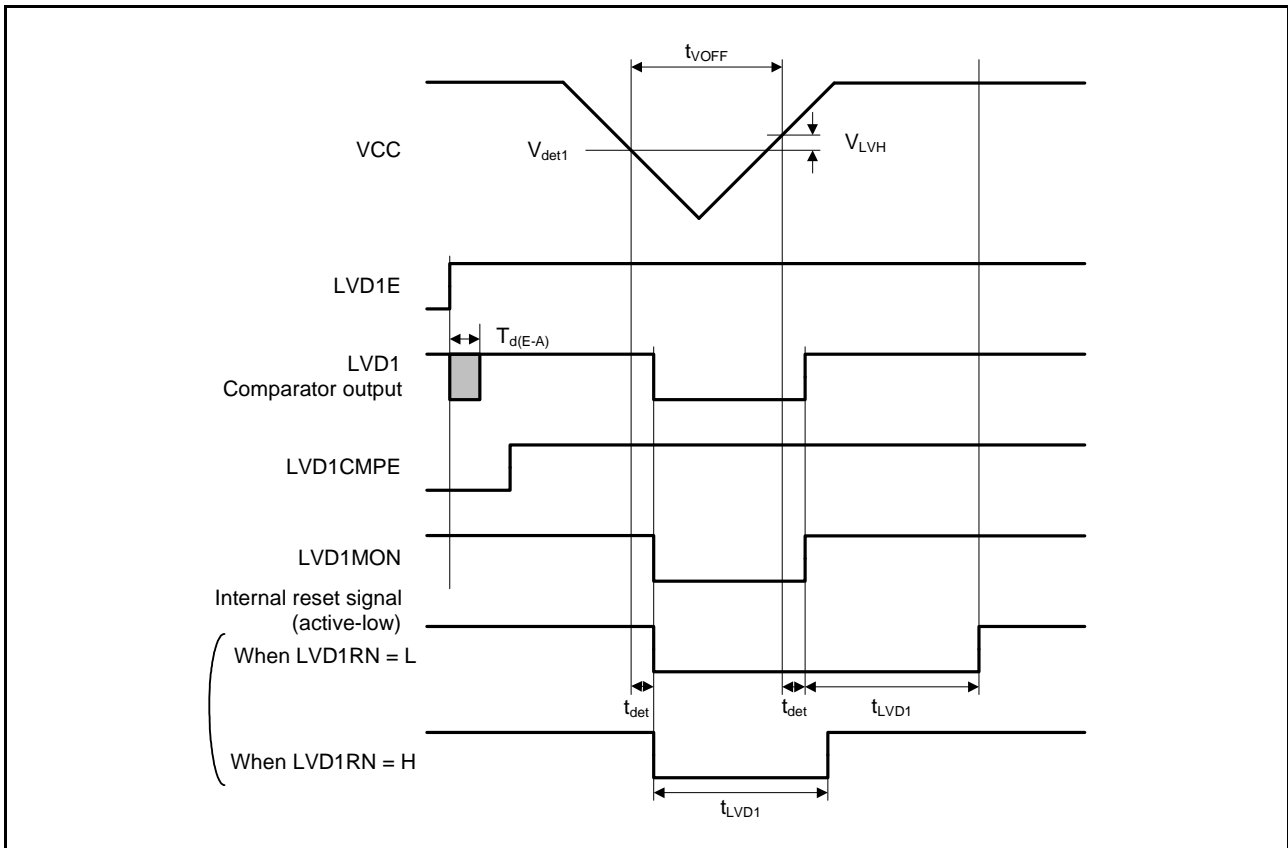 tVOFF
VCC
Vdet1
VLVH
LVD1E
Td(E-A)
LVD1
Comparator output
LVD1CMPE
LVD1MON
Internal reset signal
(active-low)
When LVD1RN = L
tdet
tdet
tLVD1
When LVD1RN = H
tLVD1